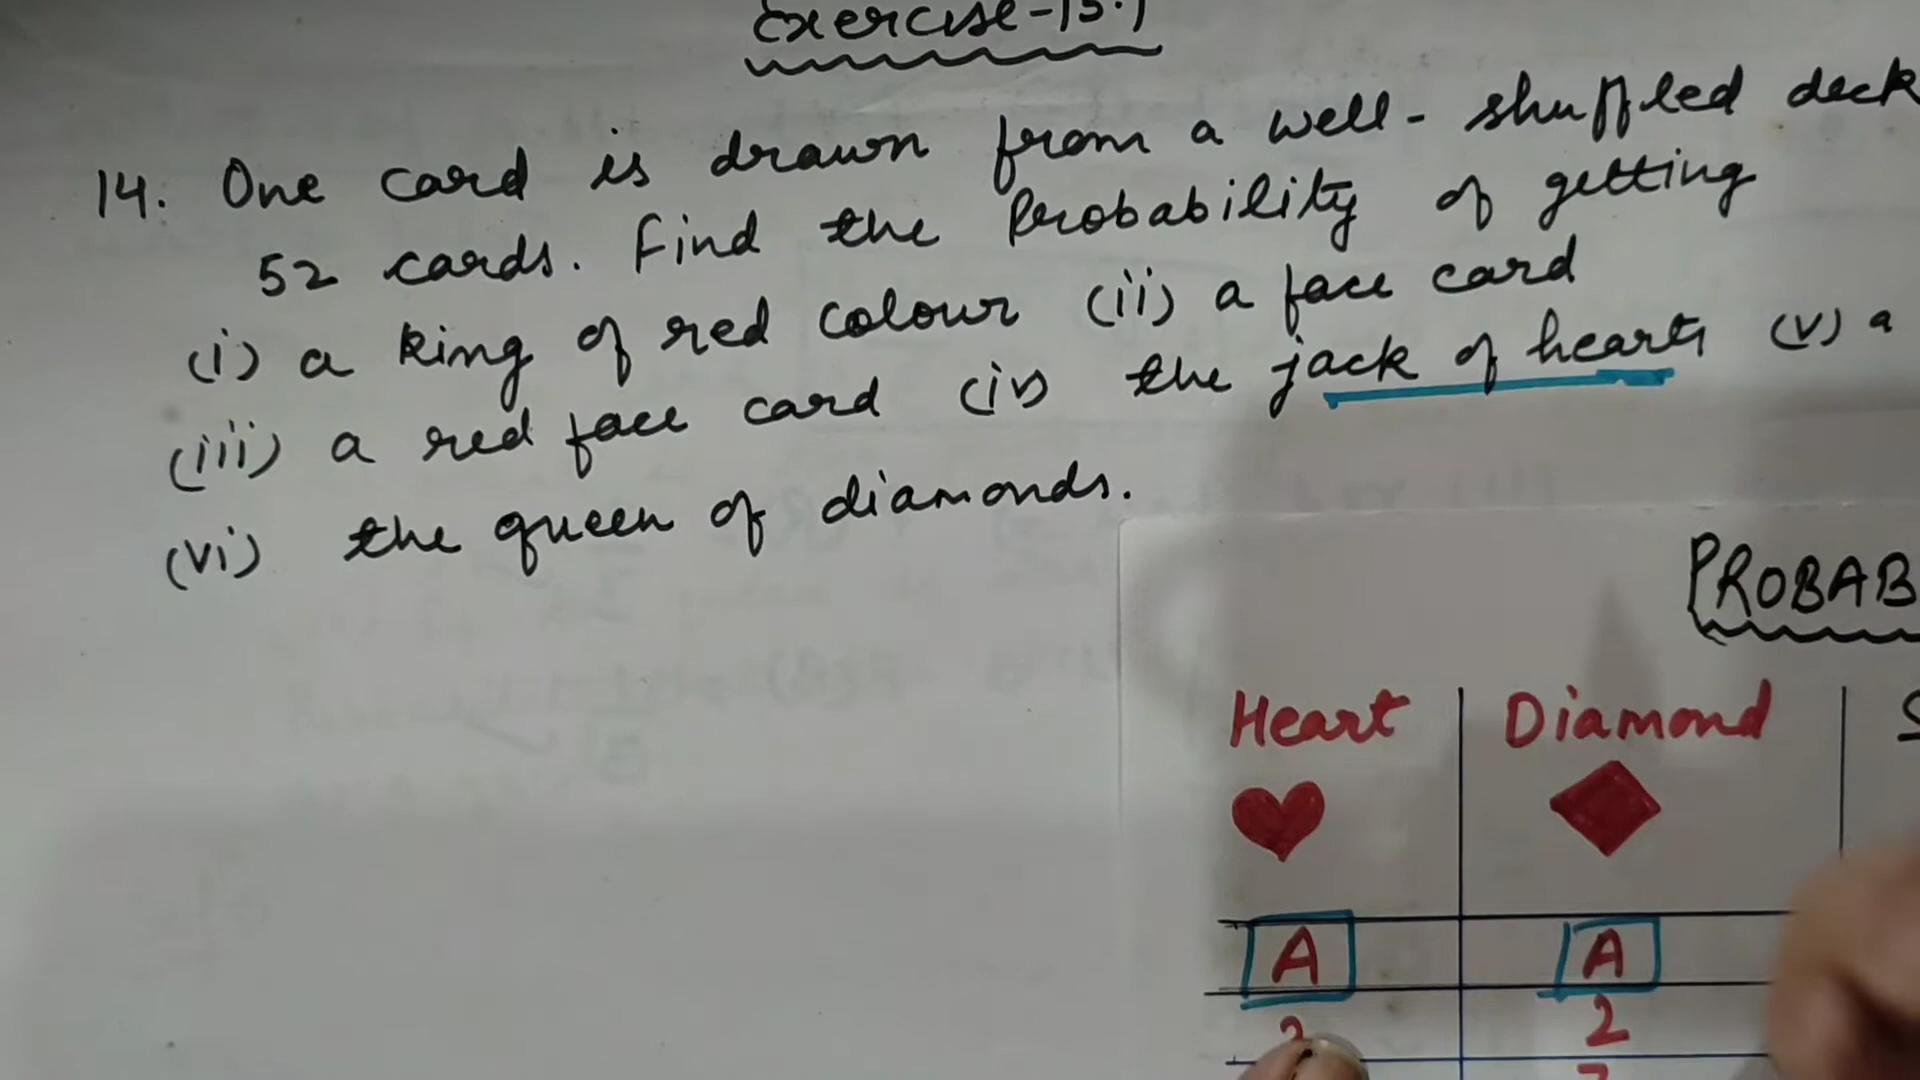 Exercise-15.1
14. One card is drawn from a well-shuffled deck
52 cards. Find the Probability of getting
(i) a king of red colour (ii) a face card
(iii) a red face card (iv) the jack of hearts (v) a
(vi) the queen of diamonds.
PROBAB
Heart Diamond
A A
2